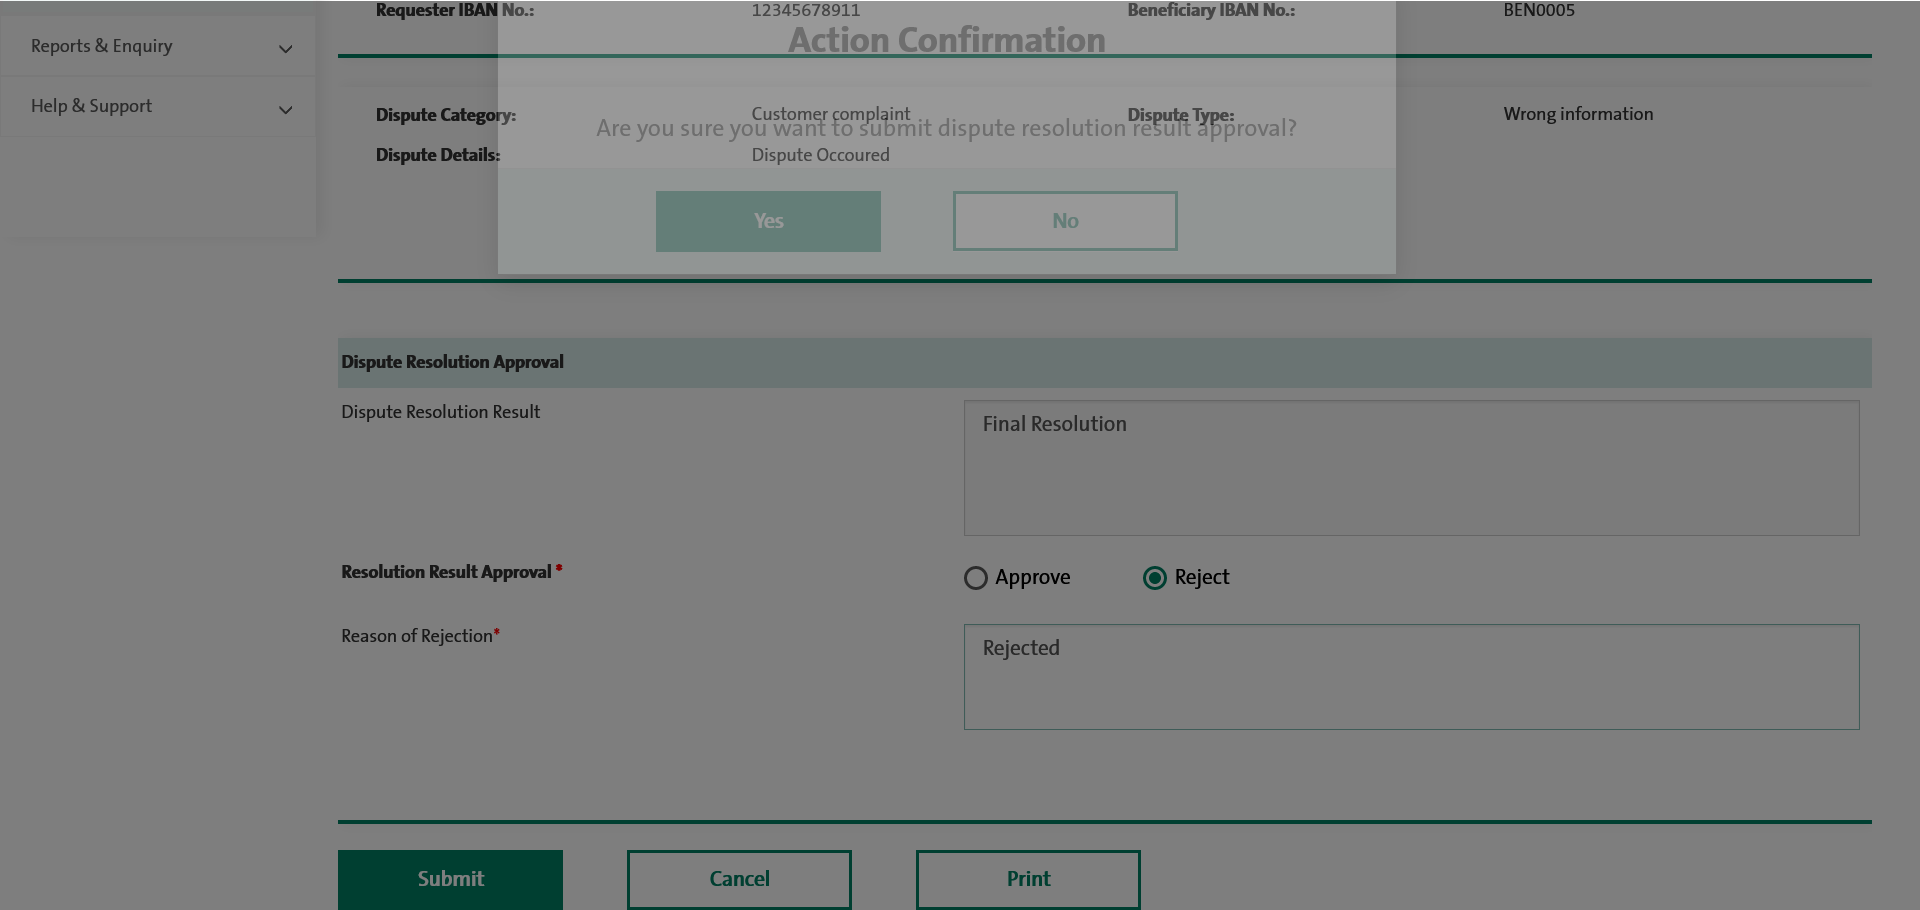 Requester IBAN No.: 12345678911 Beneficiary IBAN No.: BEN0005
Reports & Enquiry
Action Confirmation
Help & Support
Dispute Category: Customer complaint Dispute Type: Wrong information
Are you sure you want to submit dispute resolution result approval?
Dispute Details: Dispute Occoured
Yes No
Dispute Resolution Approval
Dispute Resolution Result Final Resolution
Resolution Result Approval * Approve Reject
Reason of Rejection* Rejected
Submit Cancel Print